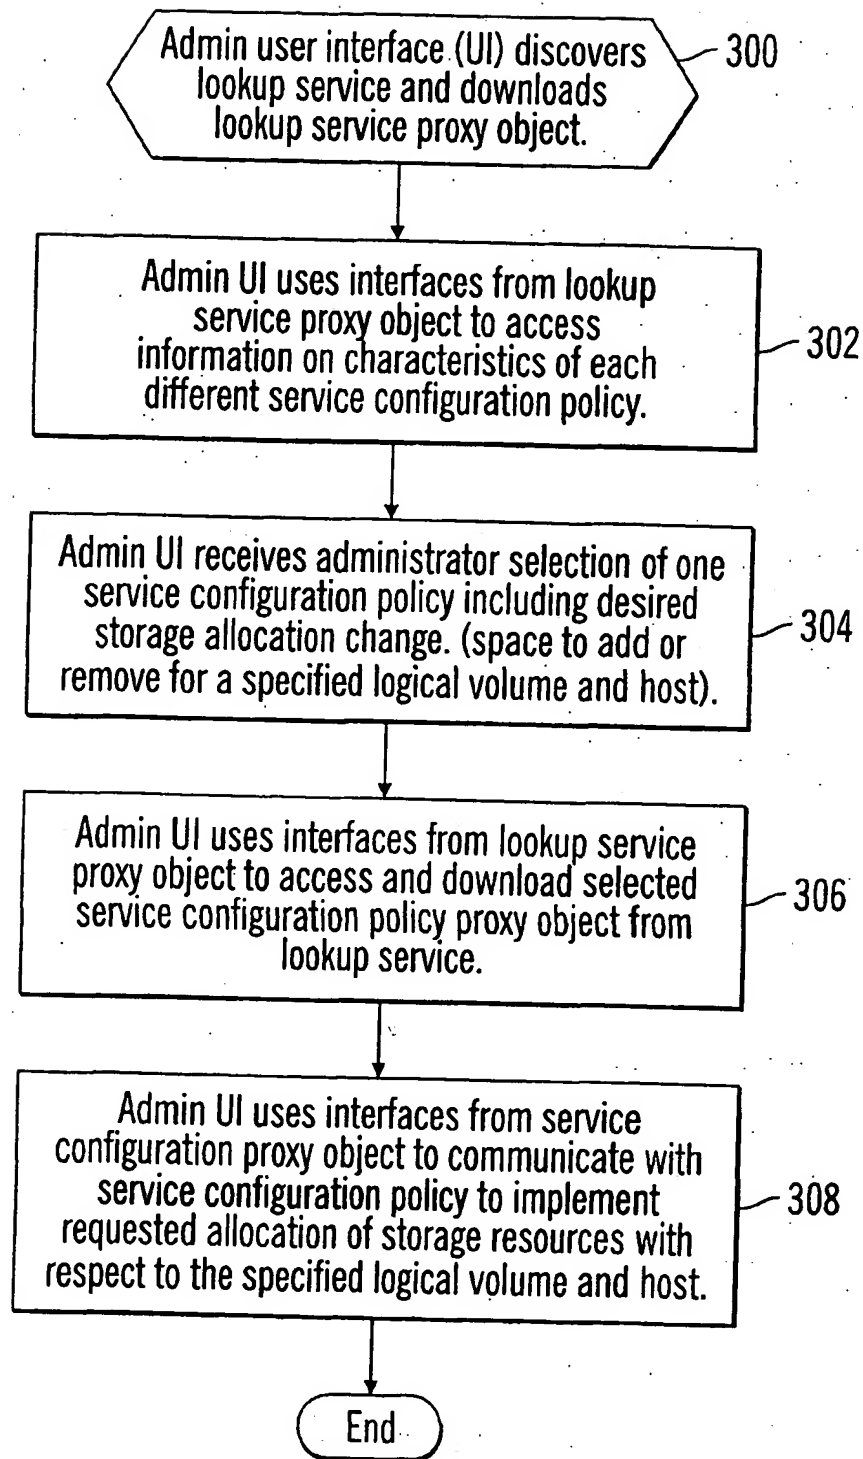 Admin user interface (UI) discovers
lookup service and downloads
lookup service proxy object.
300
Admin UI uses interfaces from lookup
service proxy object to access
information on characteristics of each
different service configuration policy.
302
Admin UI receives administrator selection of one
service configuration policy including desired
storage allocation change. (space to add or
remove for a specified logical volume and host).
304
Admin UI uses interfaces from lookup service
proxy object to access and download selected
service configuration policy proxy object from
lookup service.
306
Admin UI uses interfaces from service
configuration proxy object to communicate with
service configuration policy to implement
requested allocation of storage resources with
respect to the specified logical volume and host.
308
End